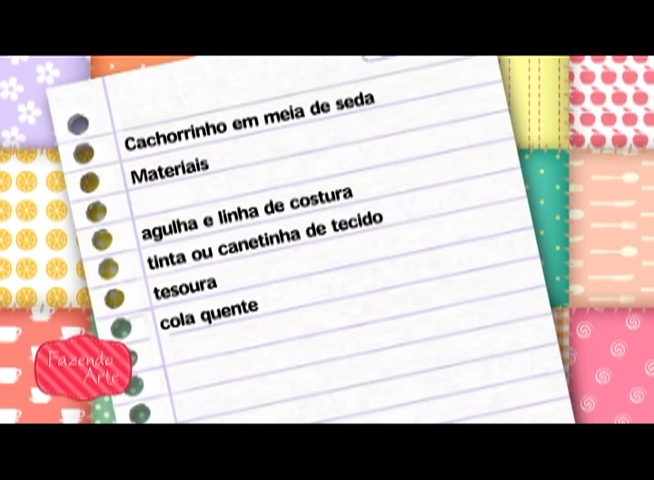 Cachorrinho em meia de seda
Materiais
agulha e linha de costura
tinta ou canetinha de tecido
tesoura
cola quente
Fazendo
Arte